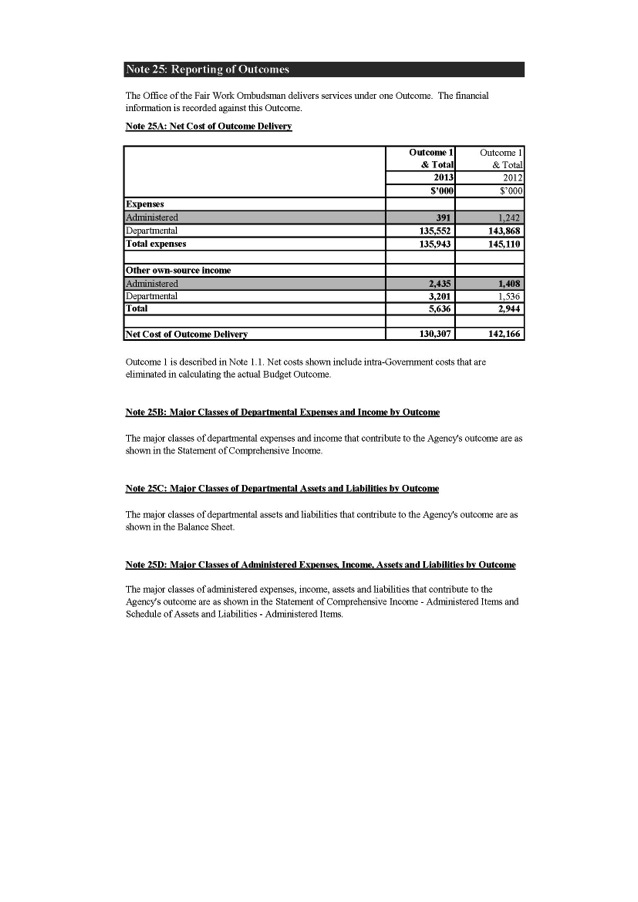 Note 25: Reporting of Outcomes
The Office of the Fair Work Ombudsman delivers services under one Outcome. The financial
information is recorded against this Outcome.
Note 25A: Net Cost of Outcome Delivery
Outcome 1 Outcome 1
& Total & Total
2013 2012
$'000 $'000
Expenses
Administered 391 1,242
Departmental 135,552 143,868
Total expenses 135,943 145,110
Other own-source income
Administered 2,435 1,408
Departmental 3,201 1,536
Total 5,636 2,944
Net Cost of Outcome Delivery 130,307 142,166
Outcome 1 is described in Note 1.1. Net costs shown include intra-Government costs that are
eliminated in calculating the actual Budget Outcome.
Note 25B: Major Classes of Departmental Expenses and Income by Outcome
The major classes of departmental expenses and income that contribute to the Agency's outcome are as
shown in the Statement of Comprehensive Income.
Note 25C: Major Classes of Departmental Assets and Liabilities by Outcome
The major classes of departmental assets and liabilities that contribute to the Agency's outcome are as
shown in the Balance Sheet.
Note 25D: Major Classes of Administered Expenses, Income, Assets and Liabilities by Outcome
The major classes of administered expenses, income, assets and liabilities that contribute to the
Agency's outcome are as shown in the Statement of Comprehensive Income - Administered Items and
Schedule of Assets and Liabilities - Administered Items.